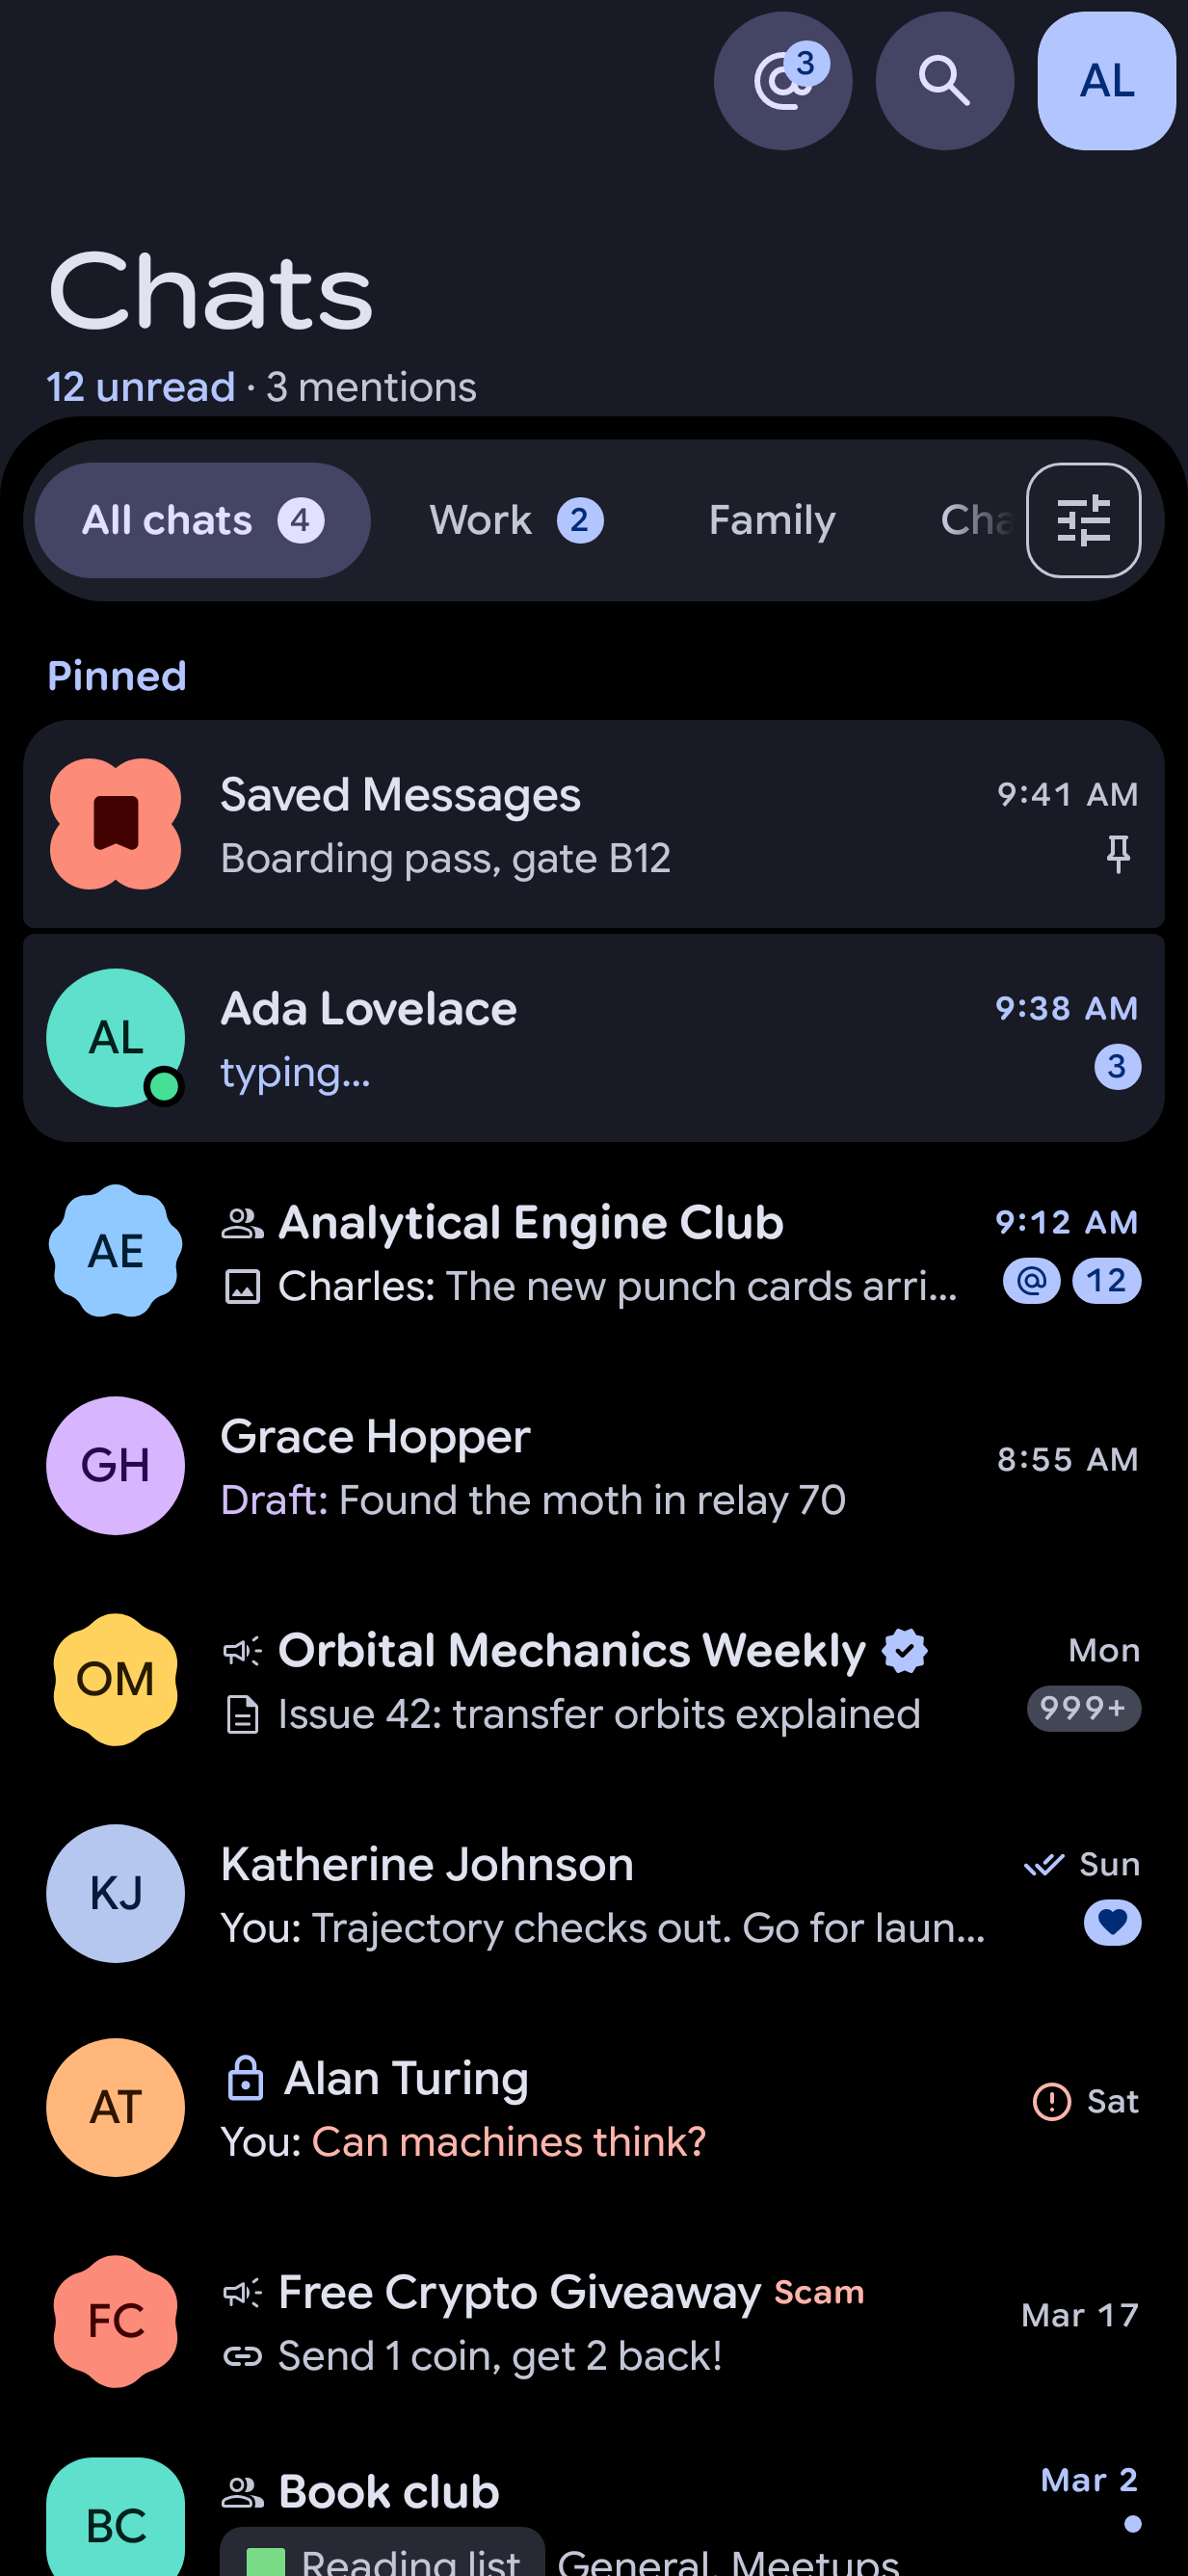 3
AL
Chats
12 unread · 3 mentions
All chats 4
Work 2
Family
Cha
Pinned
Saved Messages
9:41 AM
Boarding pass, gate B12
AL
Ada Lovelace
9:38 AM
typing...
3
AE
Analytical Engine Club
9:12 AM
Charles: The new punch cards arri...
@ 12
GH
Grace Hopper
8:55 AM
Draft: Found the moth in relay 70
OM
Orbital Mechanics Weekly
Mon
Issue 42: transfer orbits explained
999+
KJ
Katherine Johnson
Sun
You: Trajectory checks out. Go for laun...
AT
Alan Turing
Sat
You: Can machines think?
FC
Free Crypto Giveaway Scam
Mar 17
Send 1 coin, get 2 back!
BC
Book club
Mar 2
Reading list General, Meetups